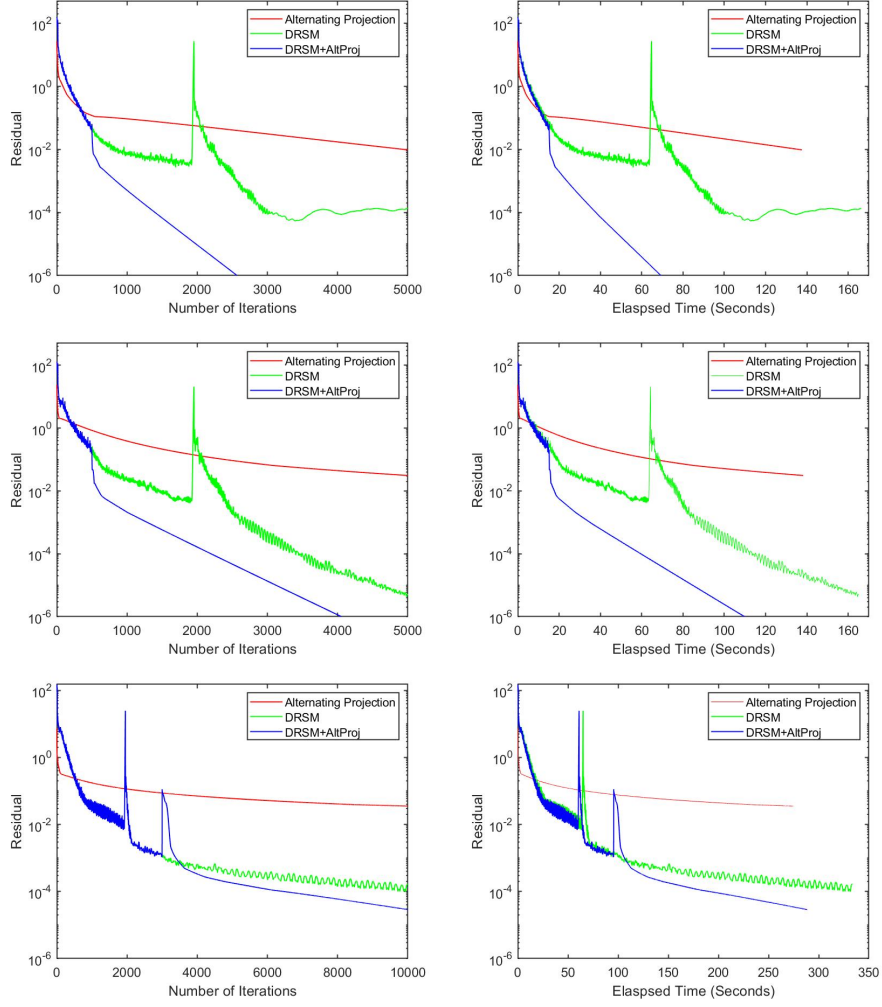 10^2
10^0
10^-2
10^-4
10^-6
Residual
0 1000 2000 3000 4000 5000
Number of Iterations
Alternating Projection
DRSM
DRSM+AltProj
10^2
10^0
10^-2
10^-4
10^-6
Residual
0 20 40 60 80 100 120 140 160
Elaspsed Time (Seconds)
Alternating Projection
DRSM
DRSM+AltProj
10^2
10^0
10^-2
10^-4
10^-6
Residual
0 1000 2000 3000 4000 5000
Number of Iterations
Alternating Projection
DRSM
DRSM+AltProj
10^2
10^0
10^-2
10^-4
10^-6
Residual
0 20 40 60 80 100 120 140 160
Elaspsed Time (Seconds)
Alternating Projection
DRSM
DRSM+AltProj
10^2
10^0
10^-2
10^-4
10^-6
Residual
0 2000 4000 6000 8000 10000
Number of Iterations
Alternating Projection
DRSM
DRSM+AltProj
10^2
10^0
10^-2
10^-4
10^-6
Residual
0 50 100 150 200 250 300 350
Elaspsed Time (Seconds)
Alternating Projection
DRSM
DRSM+AltProj